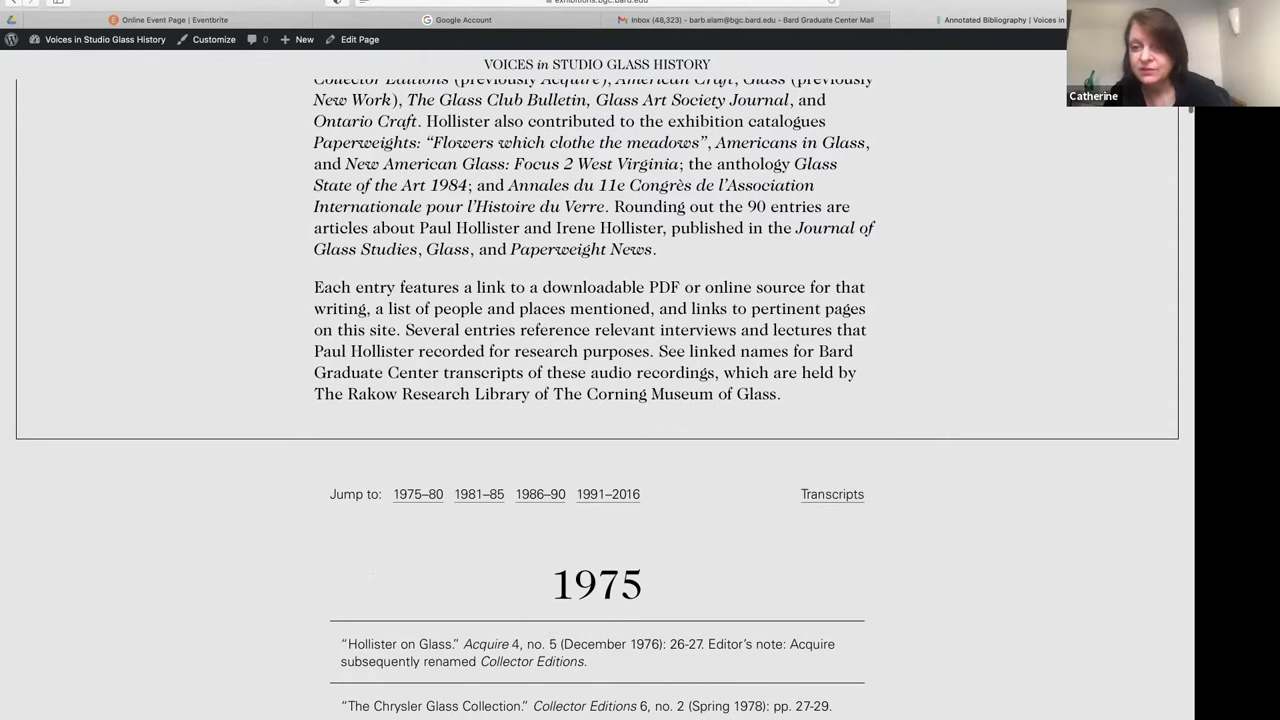 exhibitions.bgc.bard.edu
Online Event Page | Eventbrite
Google Account
Inbox (48,323) - barb.elam@bgc.bard.edu - Bard Graduate Center Mail
Annotated Bibliography | Voices in
Voices in Studio Glass History
Customize
0
New
Edit Page
Catherine
VOICES in STUDIO GLASS HISTORY
Collector Editions (previously Acquire), American Craft, Glass (previously
New Work), The Glass Club Bulletin, Glass Art Society Journal, and
Ontario Craft. Hollister also contributed to the exhibition catalogues
Paperweights: “Flowers which clothe the meadows”, Americans in Glass,
and New American Glass: Focus 2 West Virginia; the anthology Glass
State of the Art 1984; and Annales du 11e Congrès de l’Association
Internationale pour l’Histoire du Verre. Rounding out the 90 entries are
articles about Paul Hollister and Irene Hollister, published in the Journal of
Glass Studies, Glass, and Paperweight News.
Each entry features a link to a downloadable PDF or online source for that
writing, a list of people and places mentioned, and links to pertinent pages
on this site. Several entries reference relevant interviews and lectures that
Paul Hollister recorded for research purposes. See linked names for Bard
Graduate Center transcripts of these audio recordings, which are held by
The Rakow Research Library of The Corning Museum of Glass.
Jump to: 1975–80 1981–85 1986–90 1991–2016 Transcripts
1975
“Hollister on Glass.” Acquire 4, no. 5 (December 1976): 26-27. Editor’s note: Acquire
subsequently renamed Collector Editions.
“The Chrysler Glass Collection.” Collector Editions 6, no. 2 (Spring 1978): pp. 27-29.